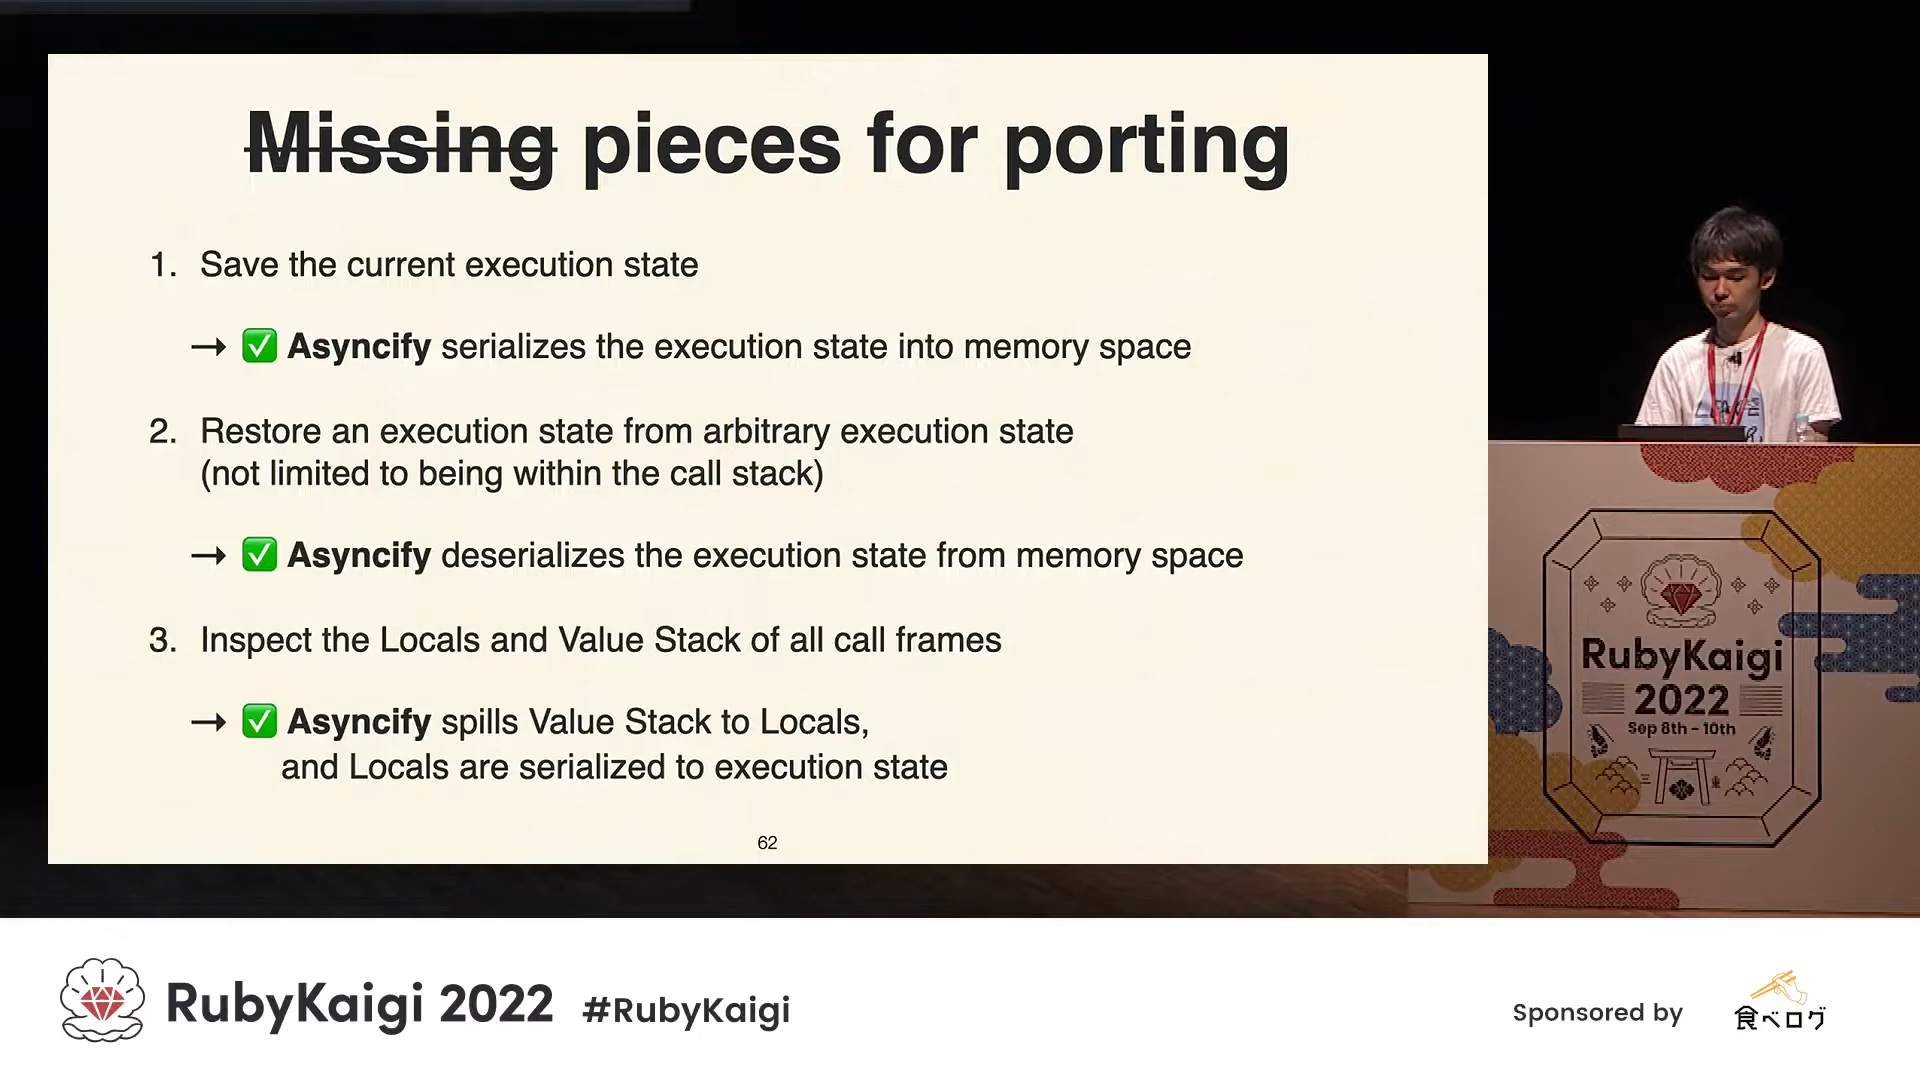 Missing pieces for porting
1. Save the current execution state
→ ✅ Asyncify serializes the execution state into memory space
2. Restore an execution state from arbitrary execution state
(not limited to being within the call stack)
→ ✅ Asyncify deserializes the execution state from memory space
3. Inspect the Locals and Value Stack of all call frames
→ ✅ Asyncify spills Value Stack to Locals,
and Locals are serialized to execution state
62
RubyKaigi
2022
Sep 8th - 10th
RubyKaigi 2022 #RubyKaigi
Sponsored by
食べログ